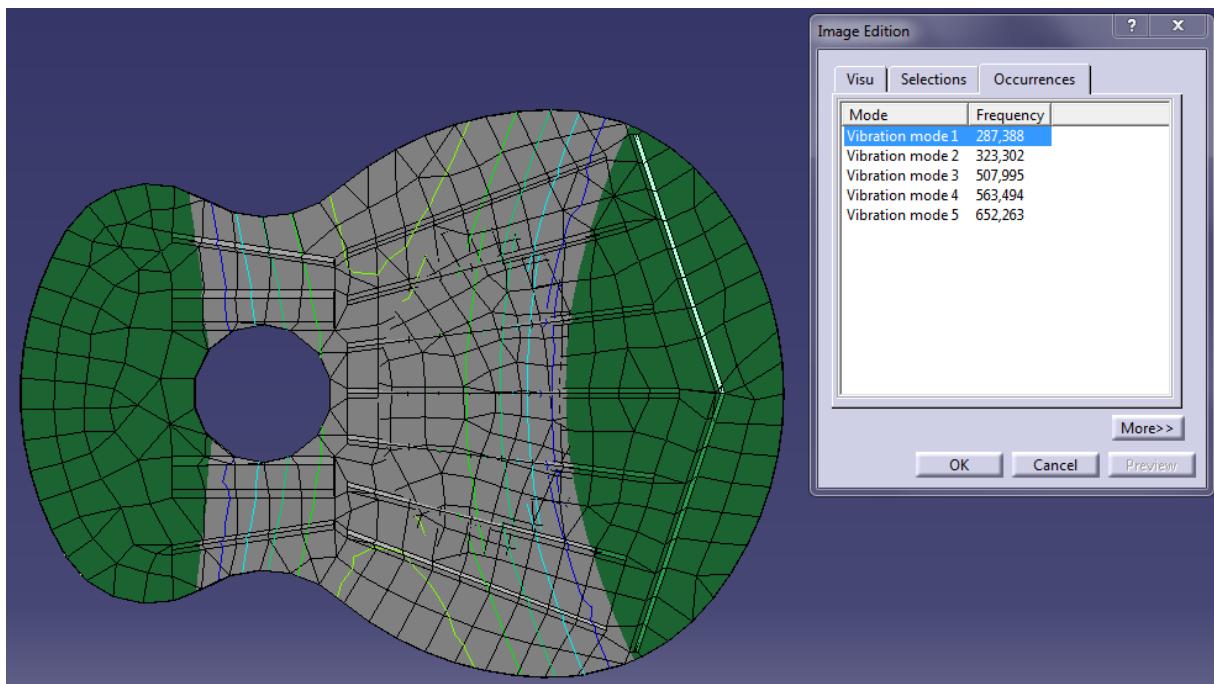 Image Edition
? X
Visu Selections Occurrences
Mode Frequency
Vibration mode 1 287,388
Vibration mode 2 323,302
Vibration mode 3 507,995
Vibration mode 4 563,494
Vibration mode 5 652,263
More>>
OK Cancel Preview